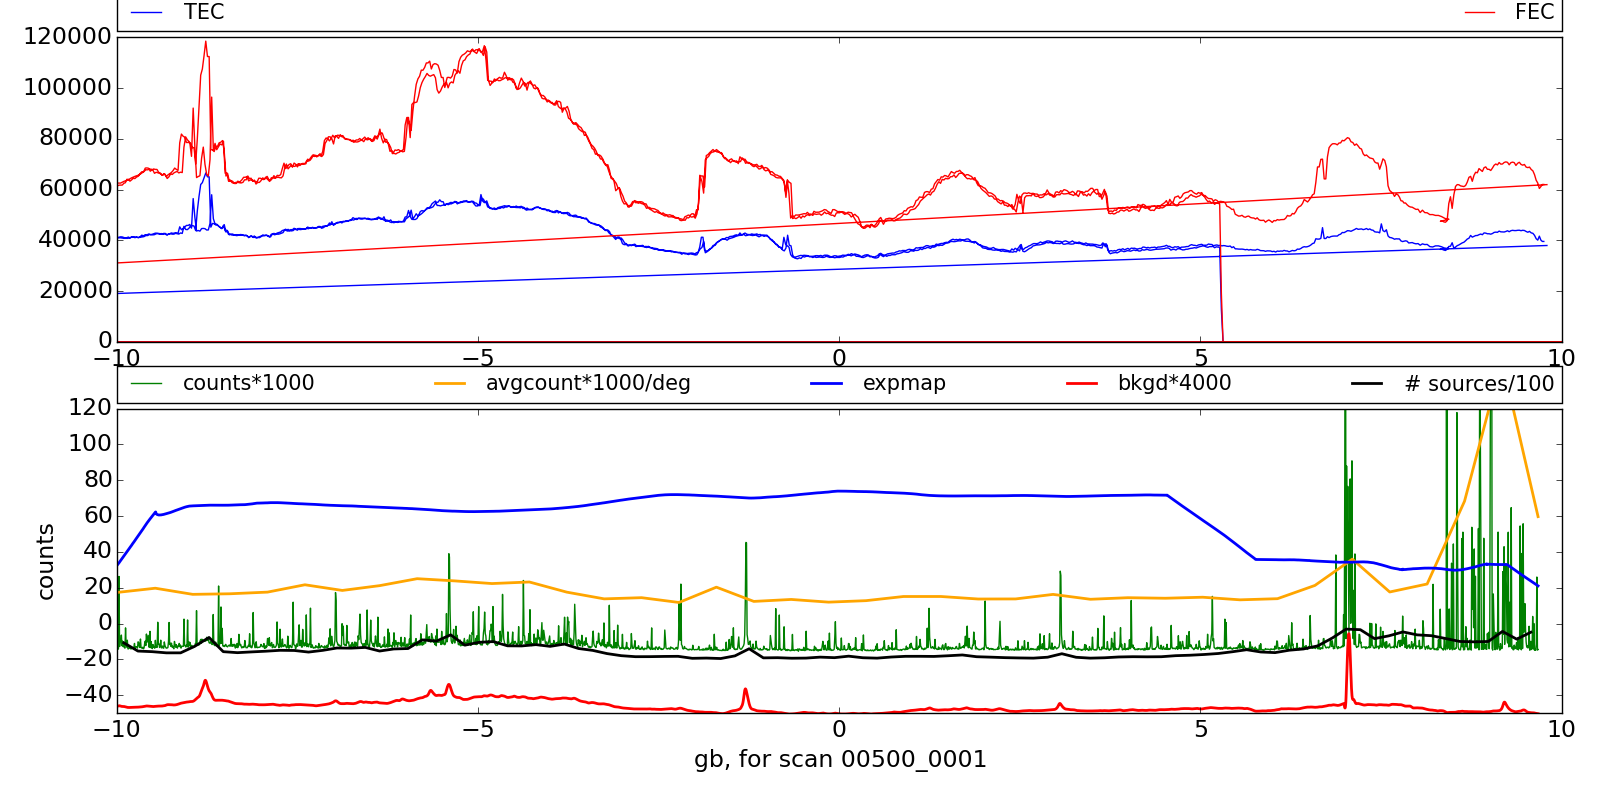 TEC FEC
120000
100000
80000
60000
40000
20000
0
−10 −5 0 5 10
counts*1000 avgcount*1000/deg expmap bkgd*4000 # sources/100
120
100
80
60
40
20
0
−20
−40
counts
−10 −5 0 5 10
gb, for scan 00500_0001